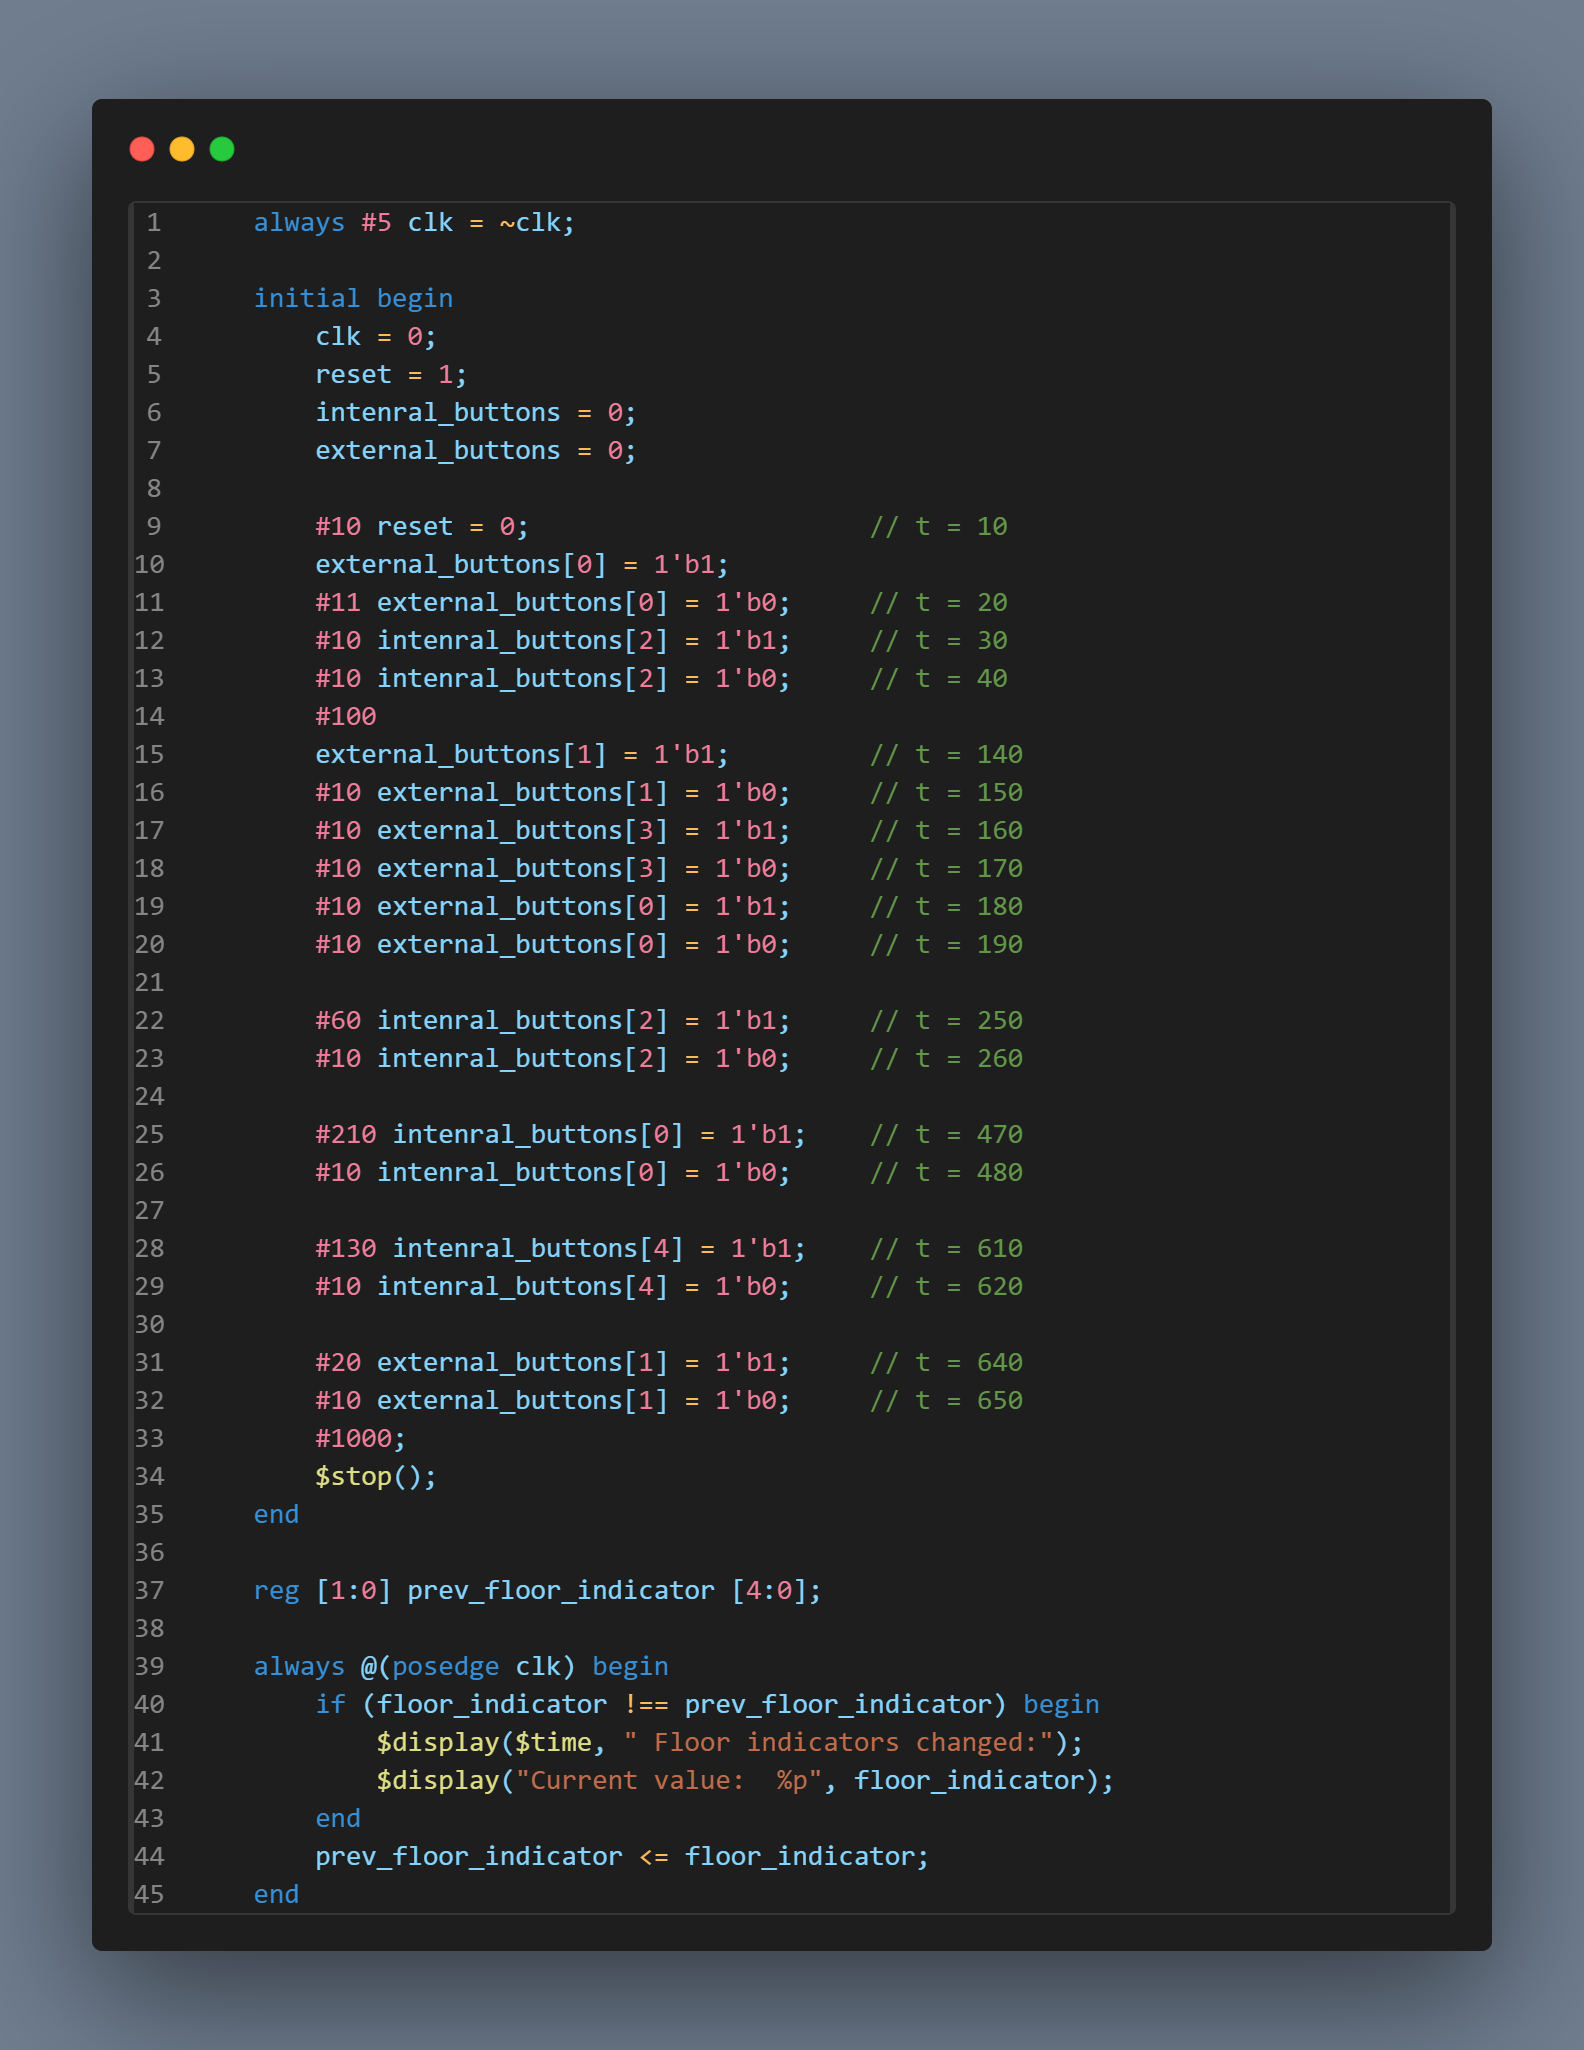 1 always #5 clk = ~clk;
2
3 initial begin
4 clk = 0;
5 reset = 1;
6 intenral_buttons = 0;
7 external_buttons = 0;
8
9 #10 reset = 0; // t = 10
10 external_buttons[0] = 1'b1;
11 #11 external_buttons[0] = 1'b0; // t = 20
12 #10 intenral_buttons[2] = 1'b1; // t = 30
13 #10 intenral_buttons[2] = 1'b0; // t = 40
14 #100
15 external_buttons[1] = 1'b1; // t = 140
16 #10 external_buttons[1] = 1'b0; // t = 150
17 #10 external_buttons[3] = 1'b1; // t = 160
18 #10 external_buttons[3] = 1'b0; // t = 170
19 #10 external_buttons[0] = 1'b1; // t = 180
20 #10 external_buttons[0] = 1'b0; // t = 190
21
22 #60 intenral_buttons[2] = 1'b1; // t = 250
23 #10 intenral_buttons[2] = 1'b0; // t = 260
24
25 #210 intenral_buttons[0] = 1'b1; // t = 470
26 #10 intenral_buttons[0] = 1'b0; // t = 480
27
28 #130 intenral_buttons[4] = 1'b1; // t = 610
29 #10 intenral_buttons[4] = 1'b0; // t = 620
30
31 #20 external_buttons[1] = 1'b1; // t = 640
32 #10 external_buttons[1] = 1'b0; // t = 650
33 #1000;
34 $stop();
35 end
36
37 reg [1:0] prev_floor_indicator [4:0];
38
39 always @(posedge clk) begin
40 if (floor_indicator !== prev_floor_indicator) begin
41 $display($time, " Floor indicators changed:");
42 $display("Current value:  %p", floor_indicator);
43 end
44 prev_floor_indicator <= floor_indicator;
45 end